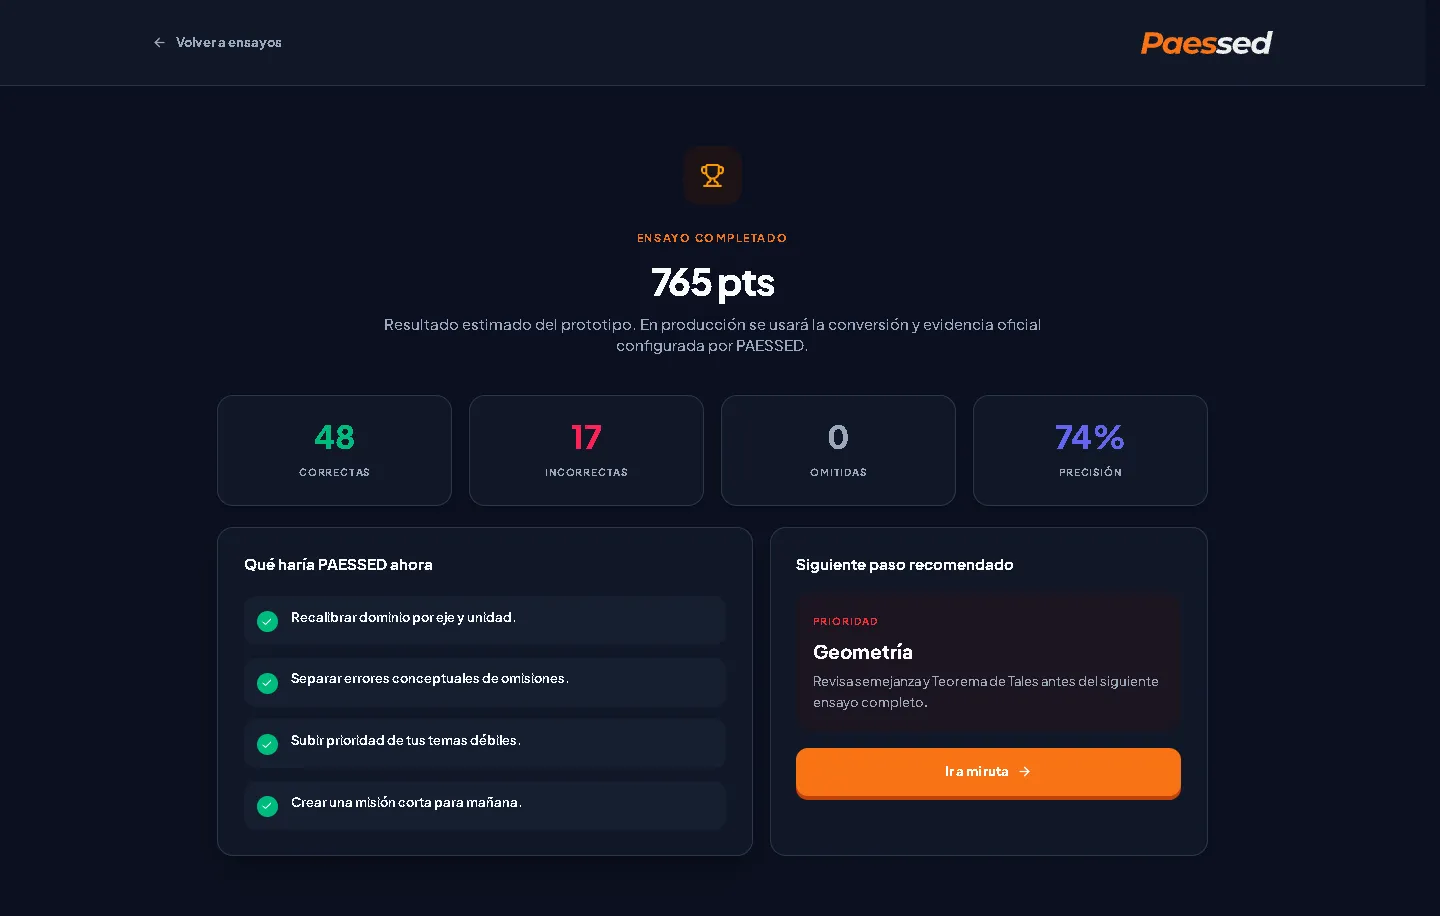 Volver a ensayos
Paessed
ENSAYO COMPLETADO
765 pts
Resultado estimado del prototipo. En producción se usará la conversión y evidencia oficial
configurada por PAESSED.
48
CORRECTAS
17
INCORRECTAS
0
OMITIDAS
74%
PRECISIÓN
Qué haría PAESSED ahora
Recalibrar dominio por eje y unidad.
Separar errores conceptuales de omisiones.
Subir prioridad de tus temas débiles.
Crear una misión corta para mañana.
Siguiente paso recomendado
PRIORIDAD
Geometría
Revisa semejanza y Teorema de Tales antes del siguiente
ensayo completo.
Ir a mi ruta